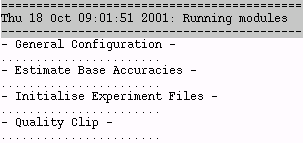 ==========================================
Thu 18 Oct 09:01:51 2001: Running modules
------------------------------------------
- General Configuration -
......................
- Estimate Base Accuracies -
......................
- Initialise Experiment Files -
......................
- Quality Clip -
......................